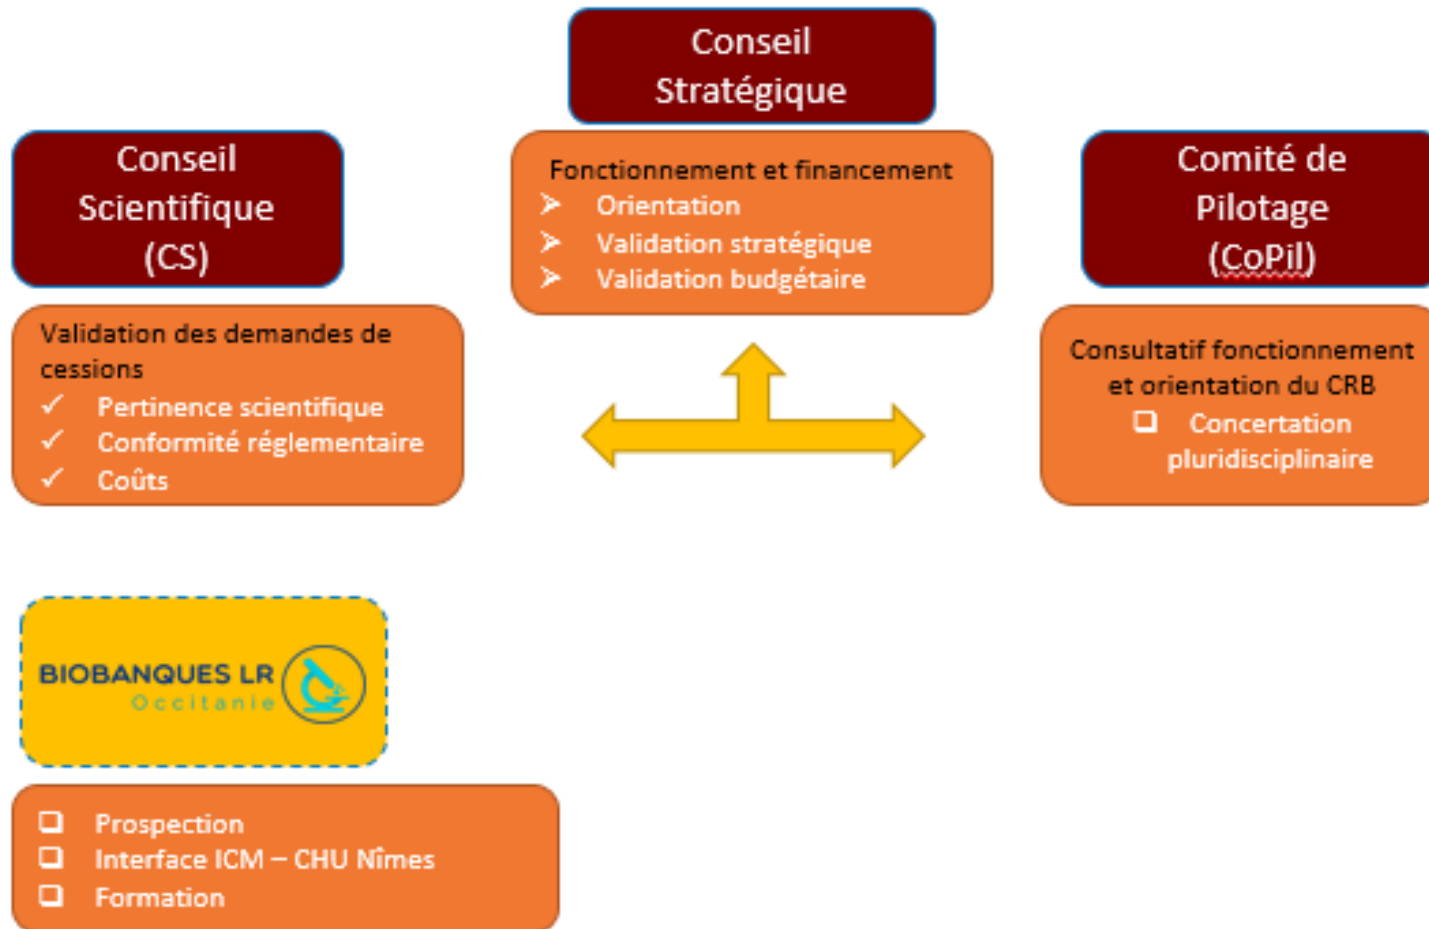 Conseil
Stratégique
Fonctionnement et financement
Orientation
Validation stratégique
Validation budgétaire
Conseil
Scientifique
(CS)
Validation des demandes de
cessions
Pertinence scientifique
Conformité réglementaire
Coûts
Comité de
Pilotage
(CoPil)
Consultatif fonctionnement
et orientation du CRB
Concertation
pluridisciplinaire
BIOBANQUES LR
Occitanie
Prospection
Interface ICM – CHU Nîmes
Formation